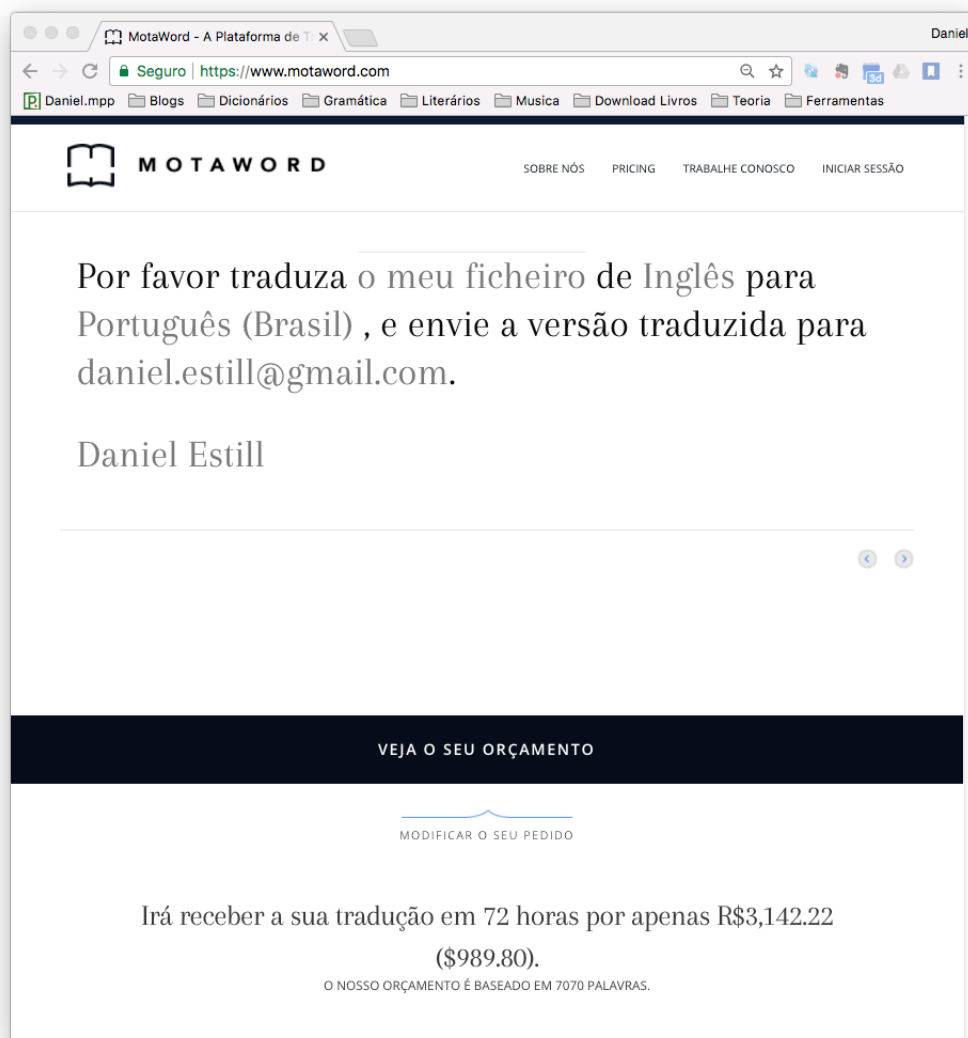 MotaWord - A Plataforma de Tr
Daniel
Seguro | https://www.motaword.com
3d
Daniel.mpp Blogs Dicionários Gramática Literários Musica Download Livros Teoria Ferramentas
MOTAWORD
SOBRE NÓS PRICING TRABALHE CONOSCO INICIAR SESSÃO
Por favor traduza o meu ficheiro de Inglês para
Português (Brasil) , e envie a versão traduzida para
daniel.estill@gmail.com.
Daniel Estill
VEJA O SEU ORÇAMENTO
MODIFICAR O SEU PEDIDO
Irá receber a sua tradução em 72 horas por apenas R$3,142.22
($989.80).
O NOSSO ORÇAMENTO É BASEADO EM 7070 PALAVRAS.